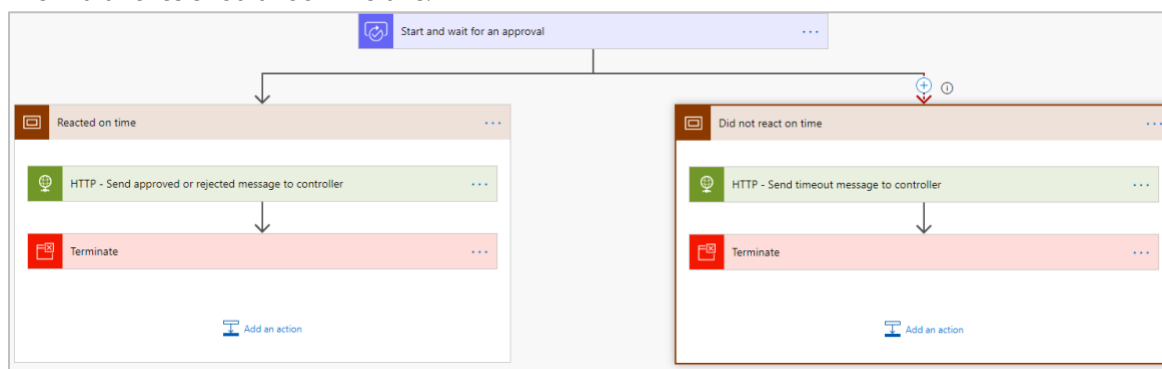 Start and wait for an approval
Reacted on time
HTTP - Send approved or rejected message to controller
Terminate
Add an action
Did not react on time
HTTP - Send timeout message to controller
Terminate
Add an action